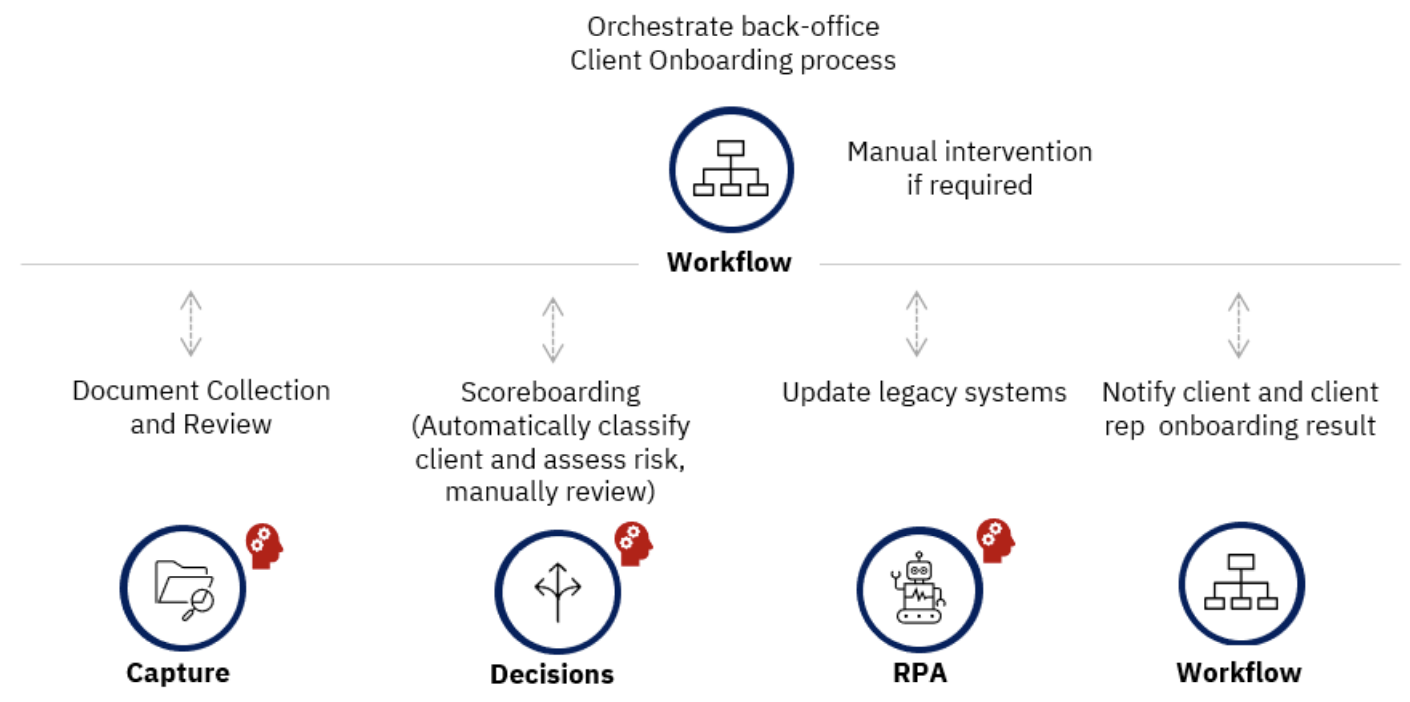 Orchestrate back-office
Client Onboarding process
Manual intervention
if required
Workflow
Document Collection
and Review
Scoreboarding
(Automatically classify
client and assess risk,
manually review)
Update legacy systems
Notify client and client
rep  onboarding result
Capture
Decisions
RPA
Workflow